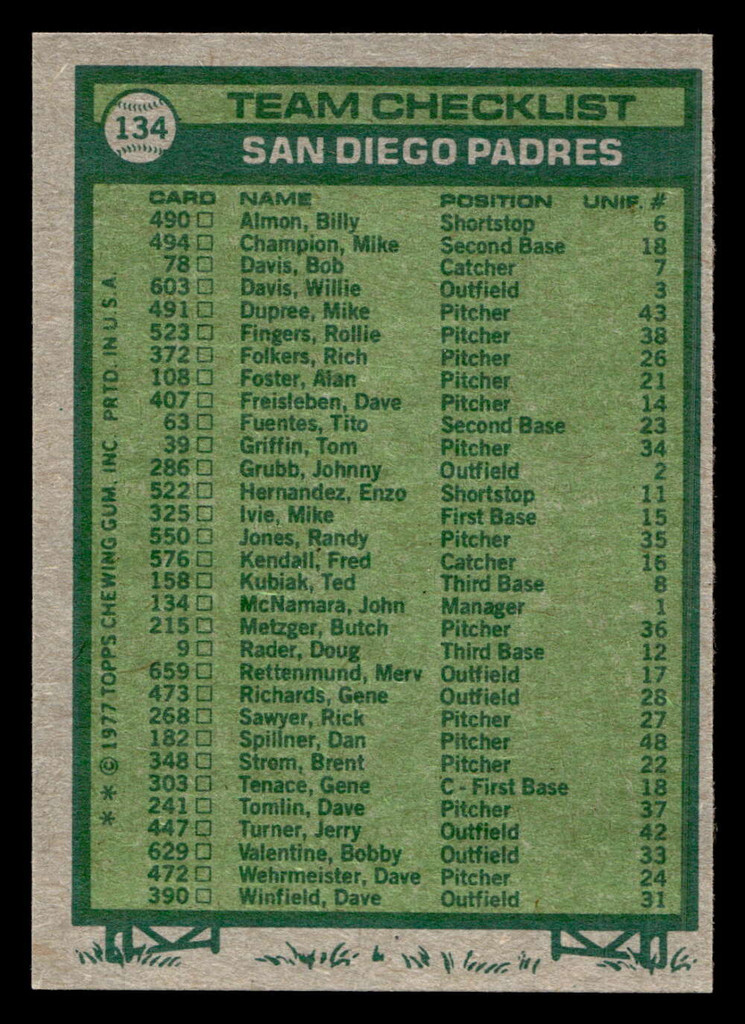 134
TEAM CHECKLIST
SAN DIEGO PADRES
CARD NAME POSITION UNIF. #
490 Almon, Billy Shortstop 6
494 Champion, Mike Second Base 18
78 Davis, Bob Catcher 7
603 Davis, Willie Outfield 3
491 Dupree, Mike Pitcher 43
523 Fingers, Rollie Pitcher 38
372 Folkers, Rich Pitcher 26
108 Foster, Alan Pitcher 21
407 Freisleben, Dave Pitcher 14
63 Fuentes, Tito Second Base 23
39 Griffin, Tom Pitcher 34
286 Grubb, Johnny Outfield 2
522 Hernandez, Enzo Shortstop 11
325 Ivie, Mike First Base 15
550 Jones, Randy Pitcher 35
576 Kendall, Fred Catcher 16
158 Kubiak, Ted Third Base 8
134 McNamara, John Manager 1
215 Metzger, Butch Pitcher 36
9 Rader, Doug Third Base 12
659 Rettenmund, Merv Outfield 17
473 Richards, Gene Outfield 28
268 Sawyer, Rick Pitcher 27
182 Spillner, Dan Pitcher 48
348 Strom, Brent Pitcher 22
303 Tenace, Gene C - First Base 18
241 Tomlin, Dave Pitcher 37
447 Turner, Jerry Outfield 42
629 Valentine, Bobby Outfield 33
472 Wehrmeister, Dave Pitcher 24
390 Winfield, Dave Outfield 31
* * © 1977 TOPPS CHEWING GUM, INC. PRTD. IN U.S.A.